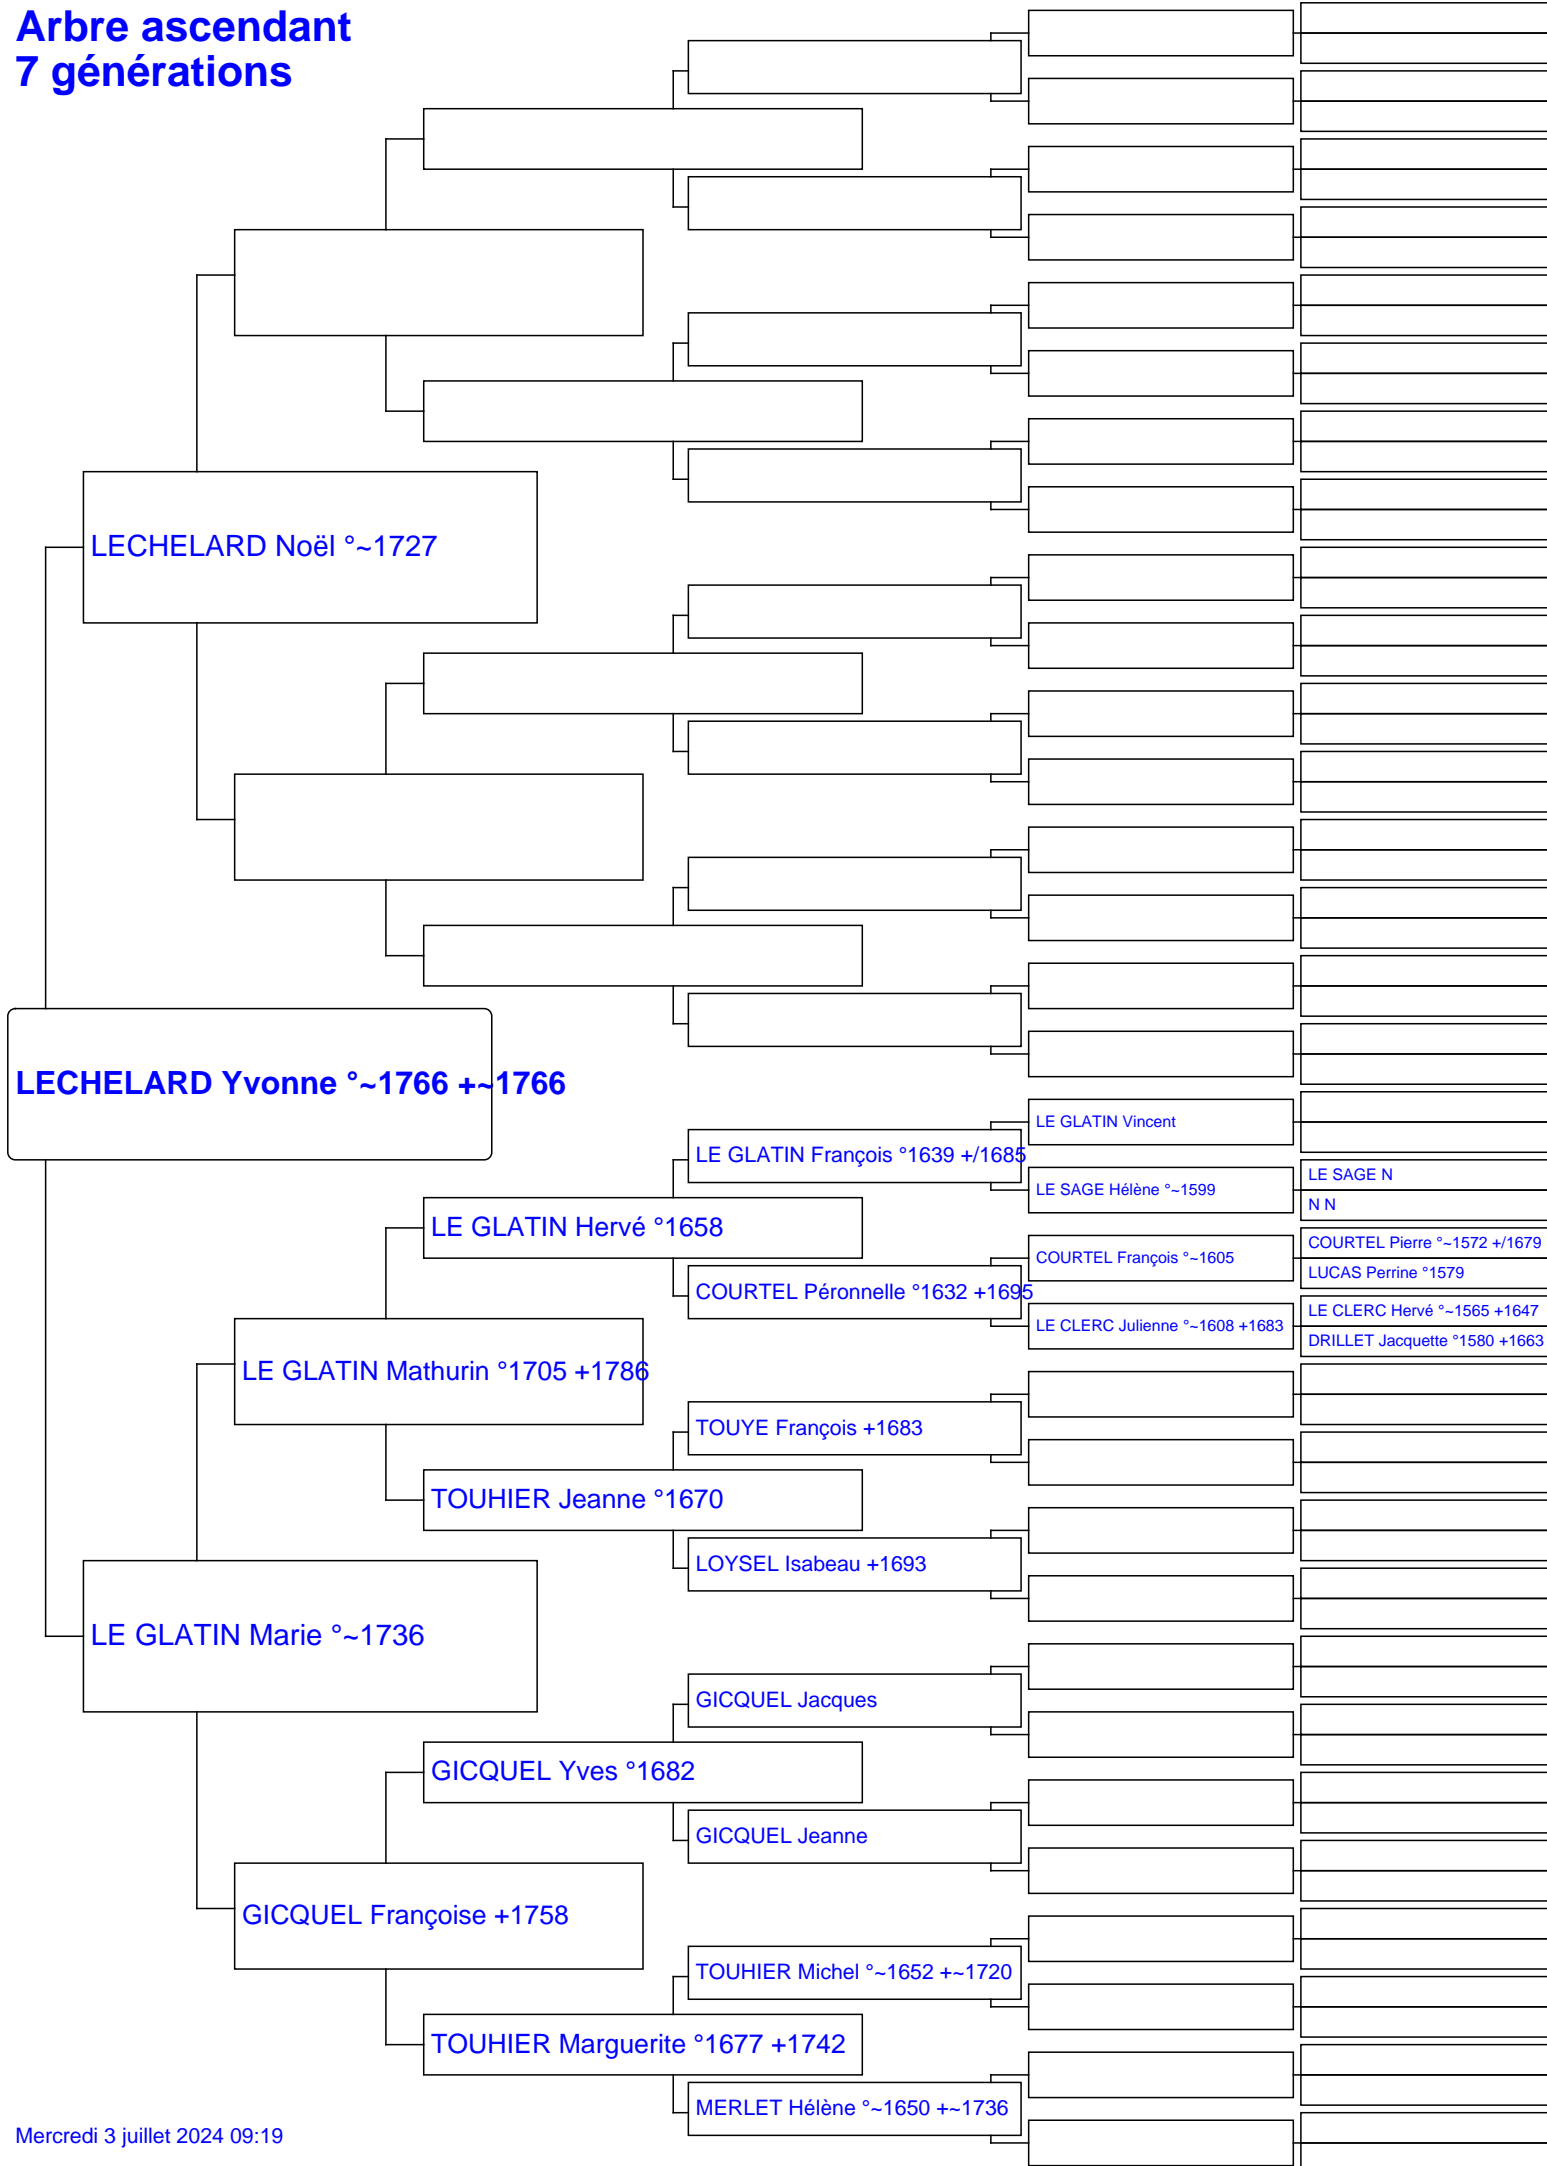 Arbre ascendant
7 générations
LECHELARD Noël °~1727
LECHELARD Yvonne °~1766 +~1766
LE GLATIN Vincent
LE GLATIN François °1639 +/1685
LE SAGE N
LE SAGE Hélène °~1599
N N
LE GLATIN Hervé °1658
COURTEL Pierre °~1572 +/1679
COURTEL François °~1605
LUCAS Perrine °1579
COURTEL Péronnelle °1632 +1695
LE CLERC Hervé °~1565 +1647
LE CLERC Julienne °~1608 +1683
DRILLET Jacquette °1580 +1663
LE GLATIN Mathurin °1705 +1786
TOUYE François +1683
TOUHIER Jeanne °1670
LOYSEL Isabeau +1693
LE GLATIN Marie °~1736
GICQUEL Jacques
GICQUEL Yves °1682
GICQUEL Jeanne
GICQUEL Françoise +1758
TOUHIER Michel °~1652 +~1720
TOUHIER Marguerite °1677 +1742
MERLET Hélène °~1650 +~1736
Mercredi 3 juillet 2024 09:19